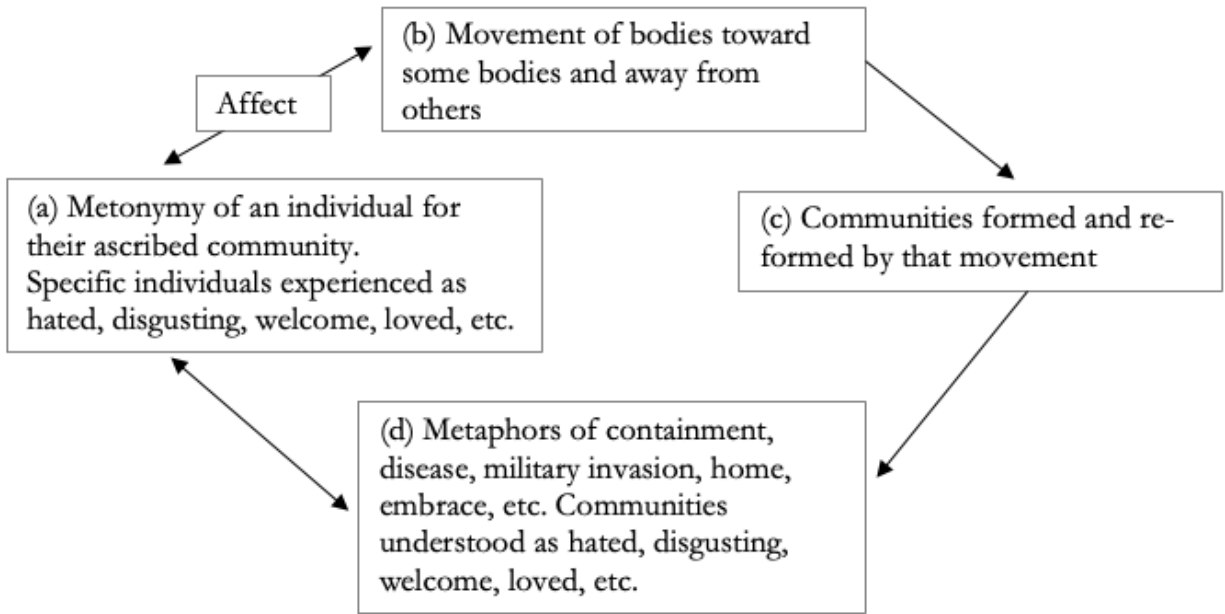 (b) Movement of bodies toward
some bodies and away from
others
Affect
(a) Metonymy of an individual for
their ascribed community.
Specific individuals experienced as
hated, disgusting, welcome, loved, etc.
(c) Communities formed and re-
formed by that movement
(d) Metaphors of containment,
disease, military invasion, home,
embrace, etc. Communities
understood as hated, disgusting,
welcome, loved, etc.